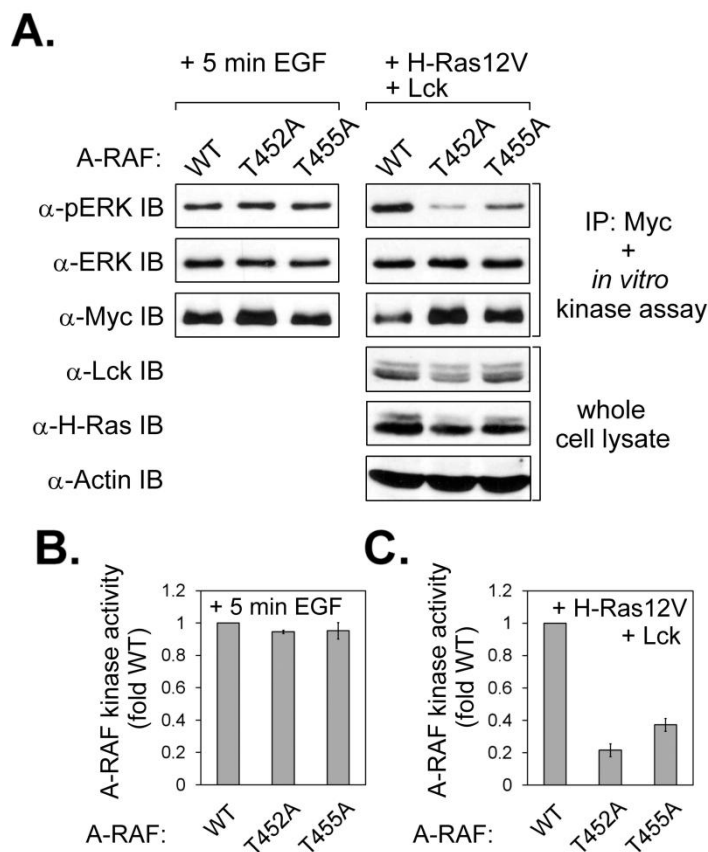 A.
+ 5 min EGF
+ H-Ras12V
+ Lck
A-RAF: WT T452A T455A WT T452A T455A
α-pERK IB
α-ERK IB
α-Myc IB
IP: Myc
+
in vitro
kinase assay
α-Lck IB
α-H-Ras IB
α-Actin IB
whole
cell lysate
B.
A-RAF kinase activity
(fold WT)
1.2
1
0.8
0.6
0.4
0.2
0
+ 5 min EGF
A-RAF: WT T452A T455A
C.
A-RAF kinase activity
(fold WT)
1.2
1
0.8
0.6
0.4
0.2
0
+ H-Ras12V
+ Lck
A-RAF: WT T452A T455A